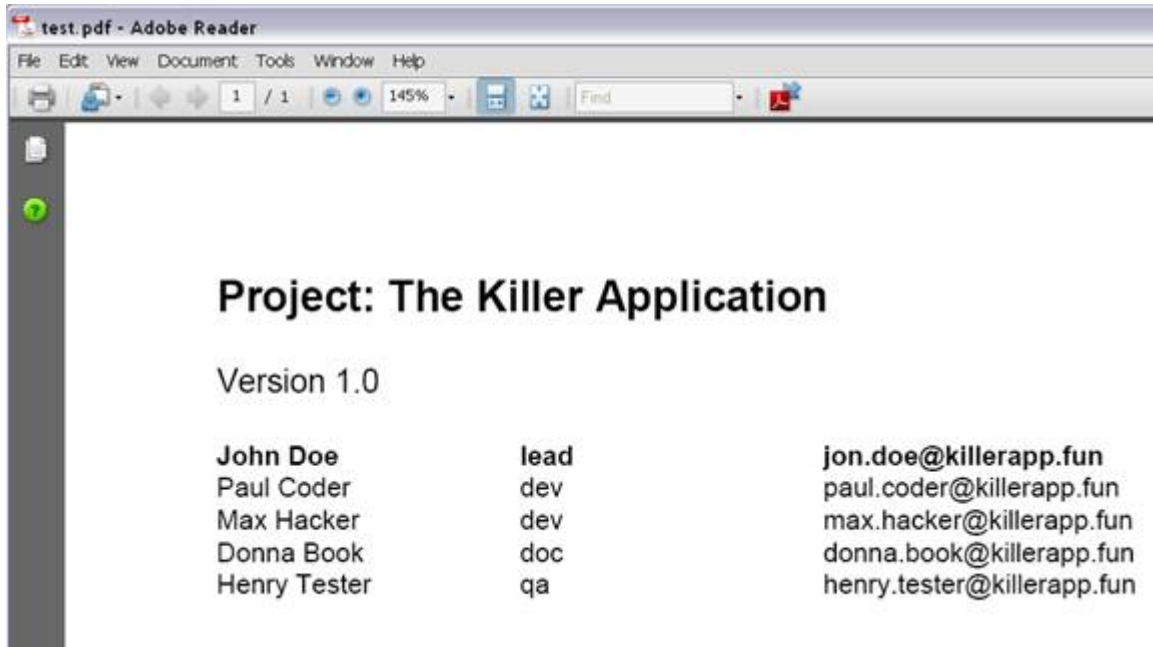 test.pdf - Adobe Reader
File Edit View Document Tools Window Help
1 / 1 145% Find
Project: The Killer Application
Version 1.0
John Doe lead jon.doe@killerapp.fun
Paul Coder dev paul.coder@killerapp.fun
Max Hacker dev max.hacker@killerapp.fun
Donna Book doc donna.book@killerapp.fun
Henry Tester qa henry.tester@killerapp.fun